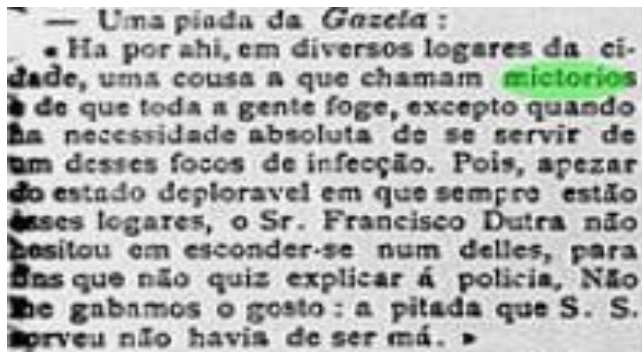 — Uma piada da Gazeta:
« Ha por ahi, em diversos logares da ci-
dade, uma cousa a que chamam mictorios
e de que toda a gente foge, excepto quando
ha necessidade absoluta de se servir de
um desses focos de infecção. Pois, apezar
do estado deploravel em que sempre estão
esses logares, o Sr. Francisco Dutra não
hesitou em esconder-se num delles, para
fins que não quiz explicar á policia, Não
lhe gabamos o gosto: a pitada que S. S.
sorveu não havia de ser má. »